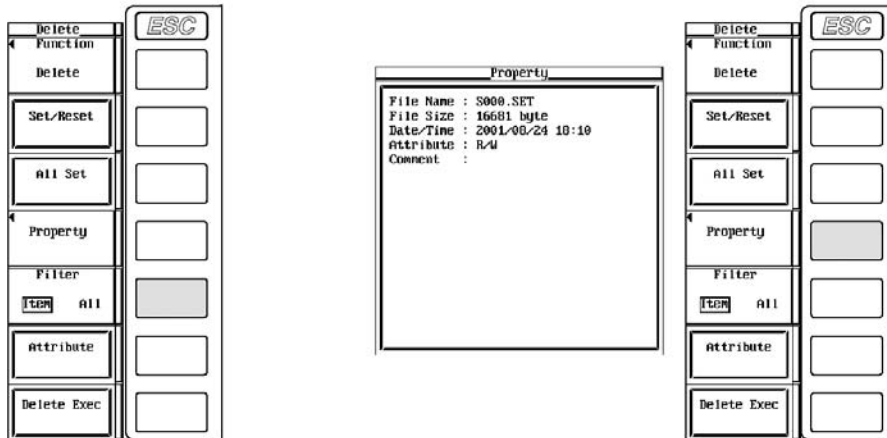 Delete
Function
Delete
Set/Reset
All Set
Property
Filter
Item All
Attribute
Delete Exec
ESC
Property
File Name : S000.SET
File Size : 16681 byte
Date/Time : 2001/08/24 18:10
Attribute : R/W
Comment :
Delete
Function
Delete
Set/Reset
All Set
Property
Filter
Item All
Attribute
Delete Exec
ESC